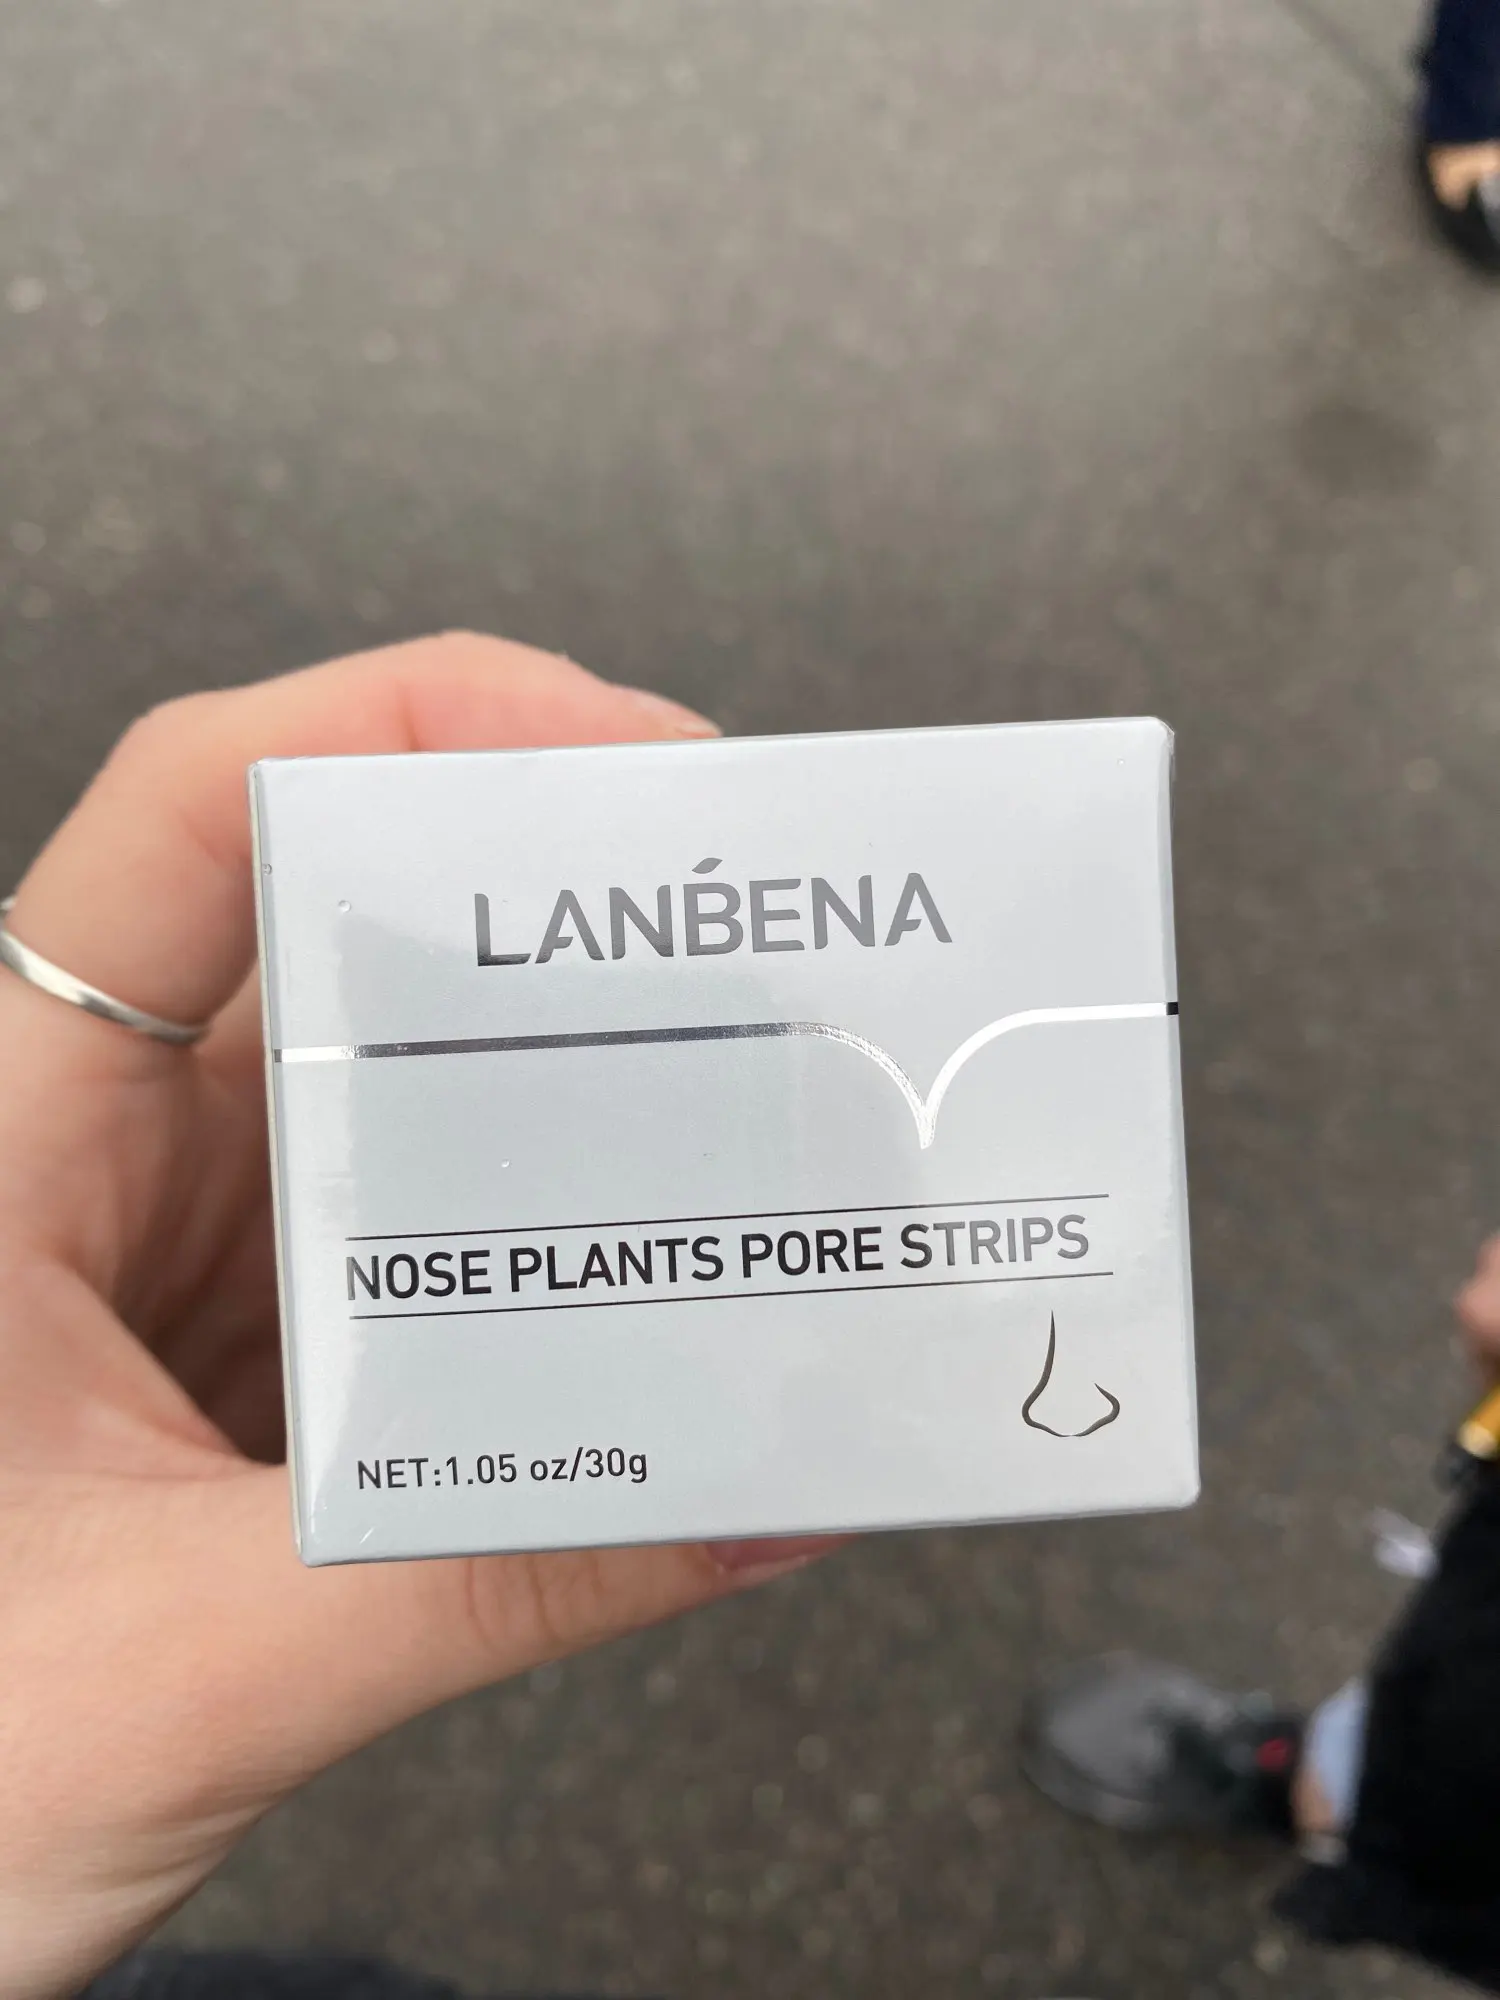 LANBENA
NOSE PLANTS PORE STRIPS
NET:1.05 oz/30g